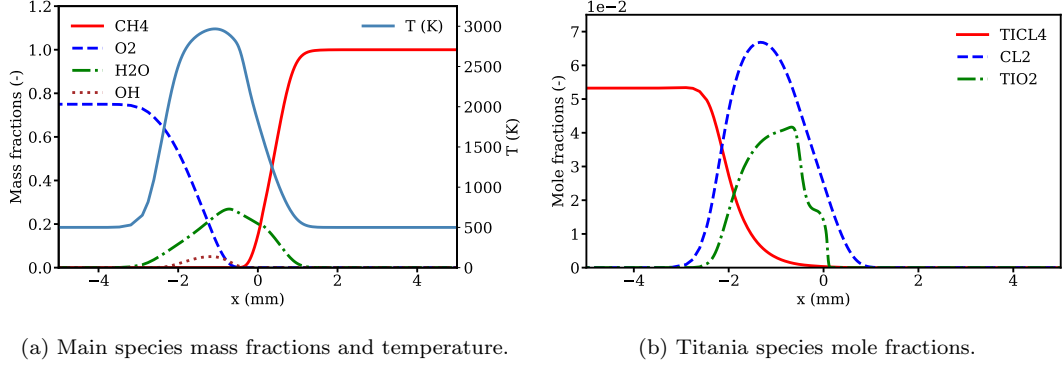 1.2
1.0
0.8
0.6
0.4
0.2
0.0
Mass fractions (-)
CH4
O2
H2O
OH
T (K)
3000
2500
2000
1500
1000
500
0
T (K)
−4
−2
0
2
4
x (mm)
(a) Main species mass fractions and temperature.
1e−2
7
6
5
4
3
2
1
0
Mole fractions (-)
TICL4
CL2
TIO2
−4
−2
0
2
4
x (mm)
(b) Titania species mole fractions.